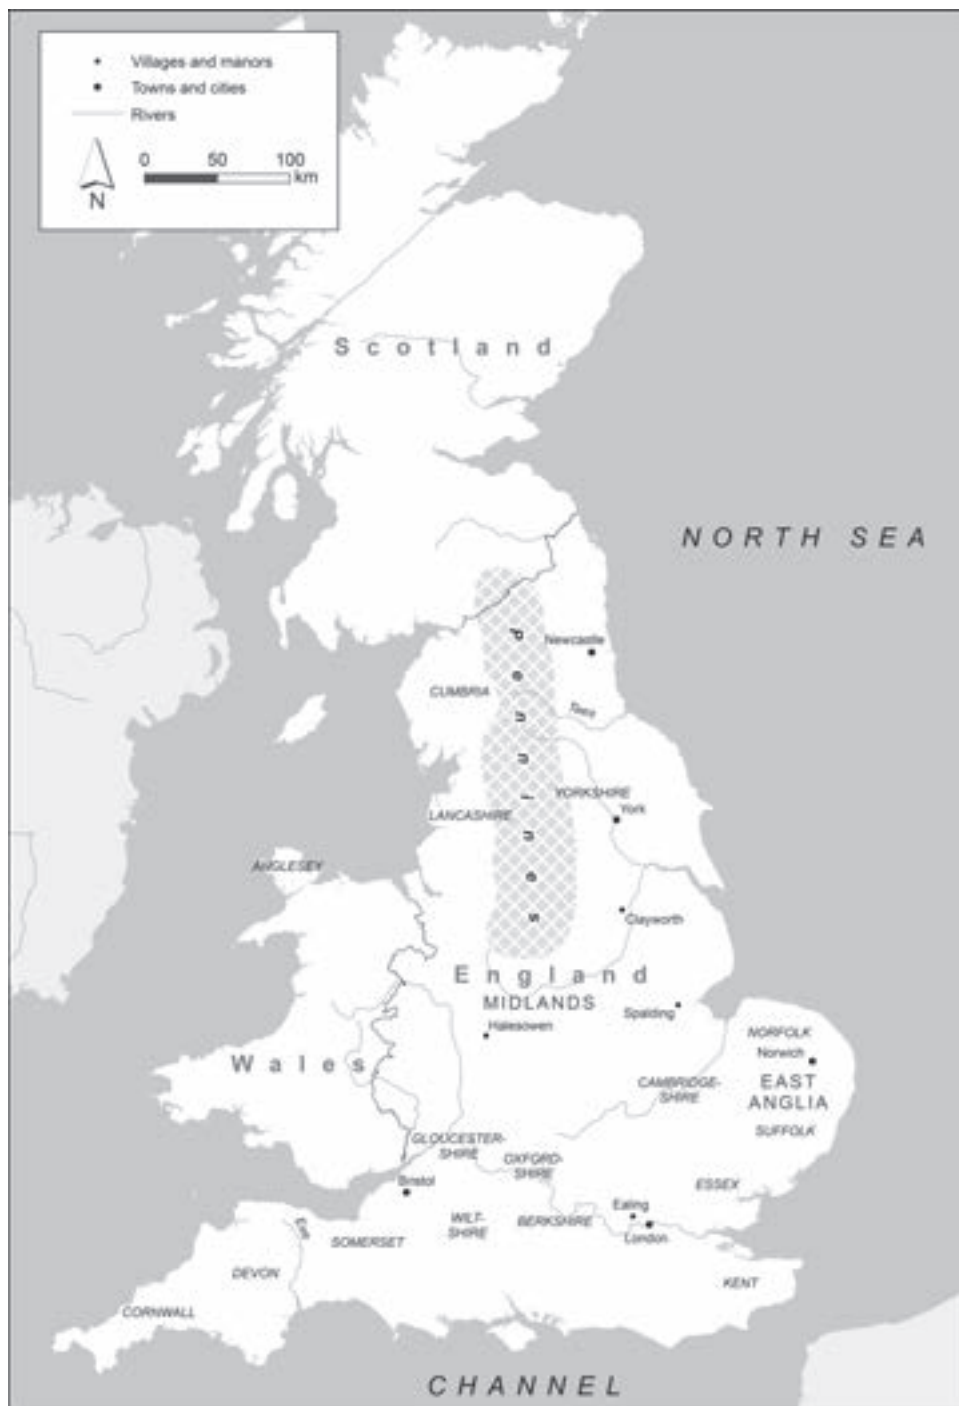 Villages and manors
Towns and cities
Rivers
0 50 100
km
N
Scotland
NORTH SEA
Pennines
Newcastle
CUMBRIA
Tees
YORKSHIRE
LANCASHIRE
York
ANGLESEY
Clayworth
England
MIDLANDS
Spalding
Halesowen
NORFOLK
Norwich
Wales
CAMBRIDGE-
SHIRE
EAST
ANGLIA
SUFFOLK
GLOUCESTER-
SHIRE
OXFORD-
SHIRE
Bristol
ESSEX
Ealing
WILT-
SHIRE
BERKSHIRE
London
Exe
SOMERSET
DEVON
KENT
CORNWALL
CHANNEL